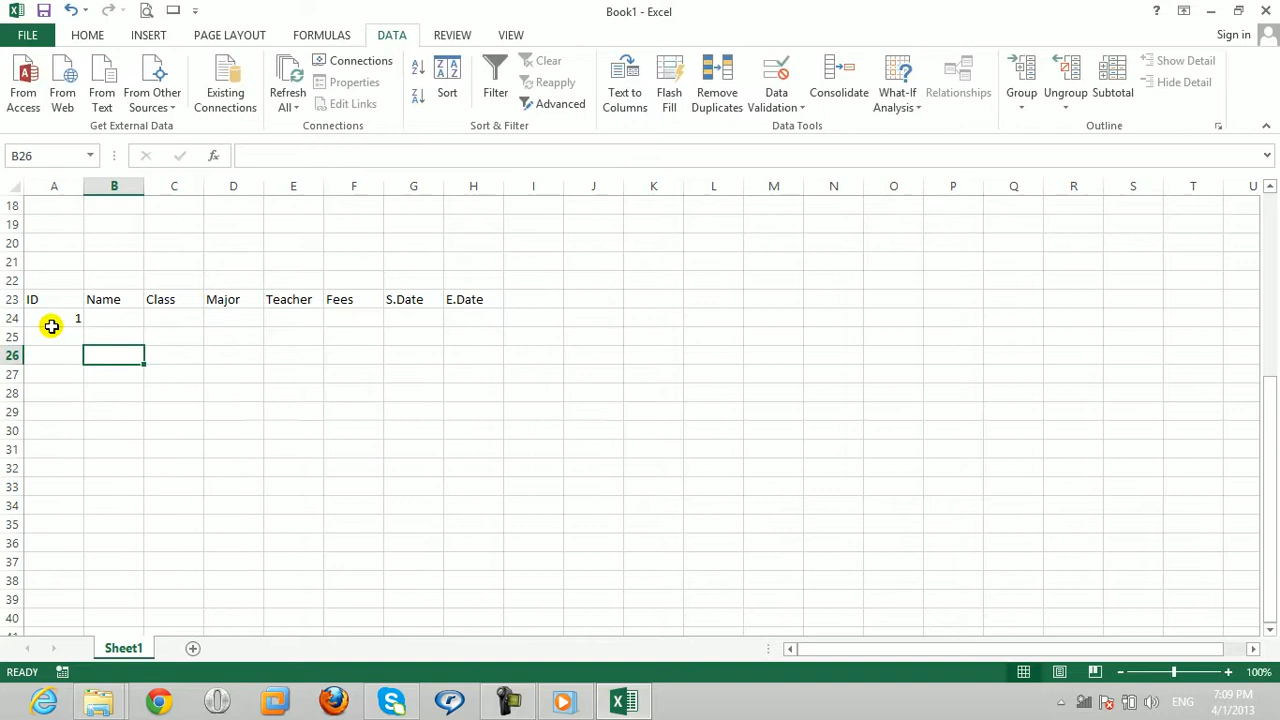 Book1 - Excel
?
FILE HOME INSERT PAGE LAYOUT FORMULAS DATA REVIEW VIEW Sign in
From Access
From Web
From Text
From Other Sources
Existing Connections
Get External Data
Refresh All
Connections
Properties
Edit Links
Connections
Sort
Filter
Clear
Reapply
Advanced
Sort & Filter
Text to Columns
Flash Fill
Remove Duplicates
Data Validation
Consolidate
What-If Analysis
Relationships
Data Tools
Group
Ungroup
Subtotal
Show Detail
Hide Detail
Outline
B26 fx
A B C D E F G H I J K L M N O P Q R S T U
18
19
20
21
22
23 ID Name Class Major Teacher Fees S.Date E.Date
24 1
25
26
27
28
29
30
31
32
33
34
35
36
37
38
39
40
41
Sheet1
READY 100%
ENG 7:09 PM
4/1/2013